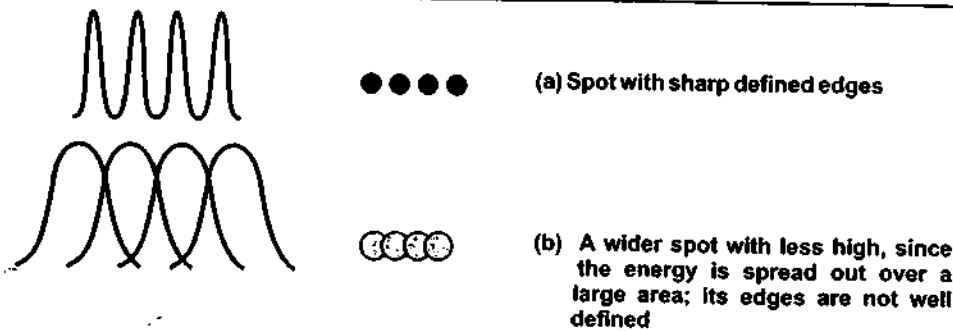 (a) Spot with sharp defined edges
(b) A wider spot with less high, since
the energy is spread out over a
large area; its edges are not well
defined